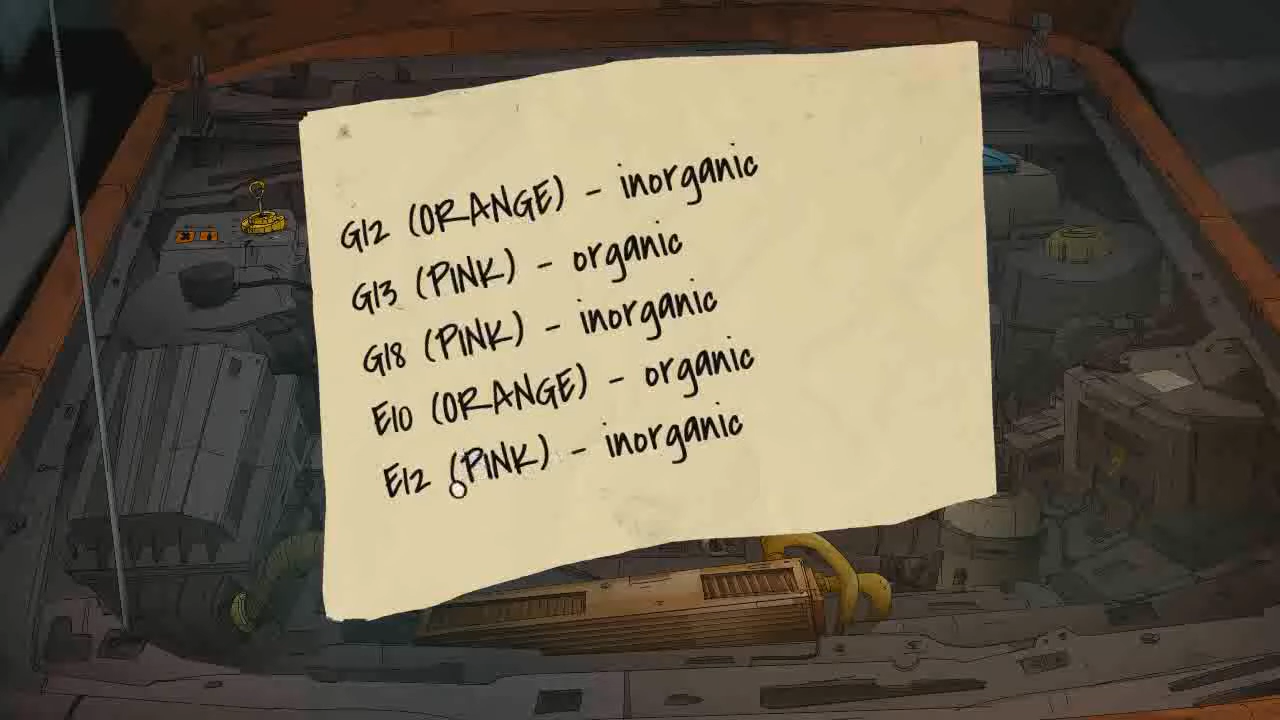 G12 (ORANGE) - inorganic
G13 (PiNK) - organic
G18 (PiNK) - inorganic
E10 (ORANGE) - organic
E12 (PiNK) - inorganic